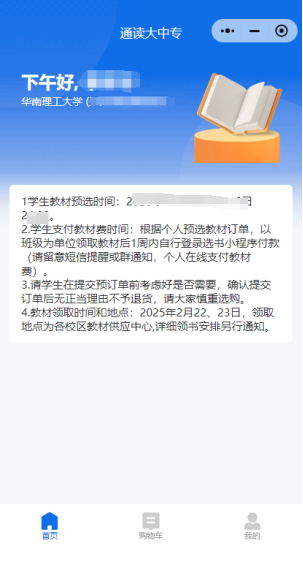 通读大中专
下午好,
华南理工大学 (
1学生教材预选时间：
2.学生支付教材费时间：根据个人预选教材订单，以
班级为单位领取教材后1周内自行登录选书小程序付款
（请留意短信提醒或群通知，个人在线支付教材
费）。
3.请学生在提交预订单前考虑好是否需要，确认提交
订单后无正当理由不予退货，请大家慎重选购。
4.教材领取时间和地点：2025年2月22、23日，领取
地点为各校区教材供应中心,详细领书安排另行通知。
首页
购物车
我的